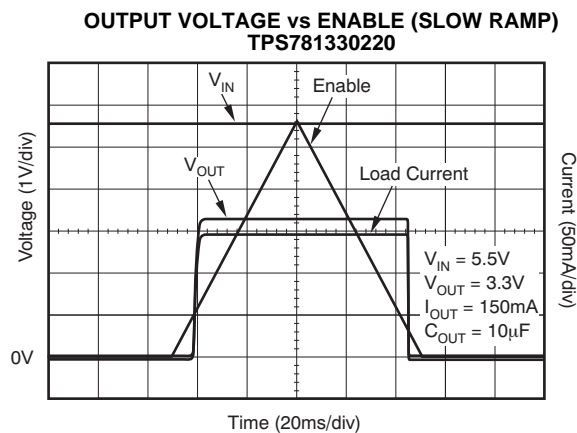 OUTPUT VOLTAGE vs ENABLE (SLOW RAMP)
TPS781330220
VIN
Enable
VOUT
Load Current
Voltage (1V/div)
Current (50mA/div)
VIN = 5.5V
VOUT = 3.3V
IOUT = 150mA
COUT = 10μF
0V
Time (20ms/div)